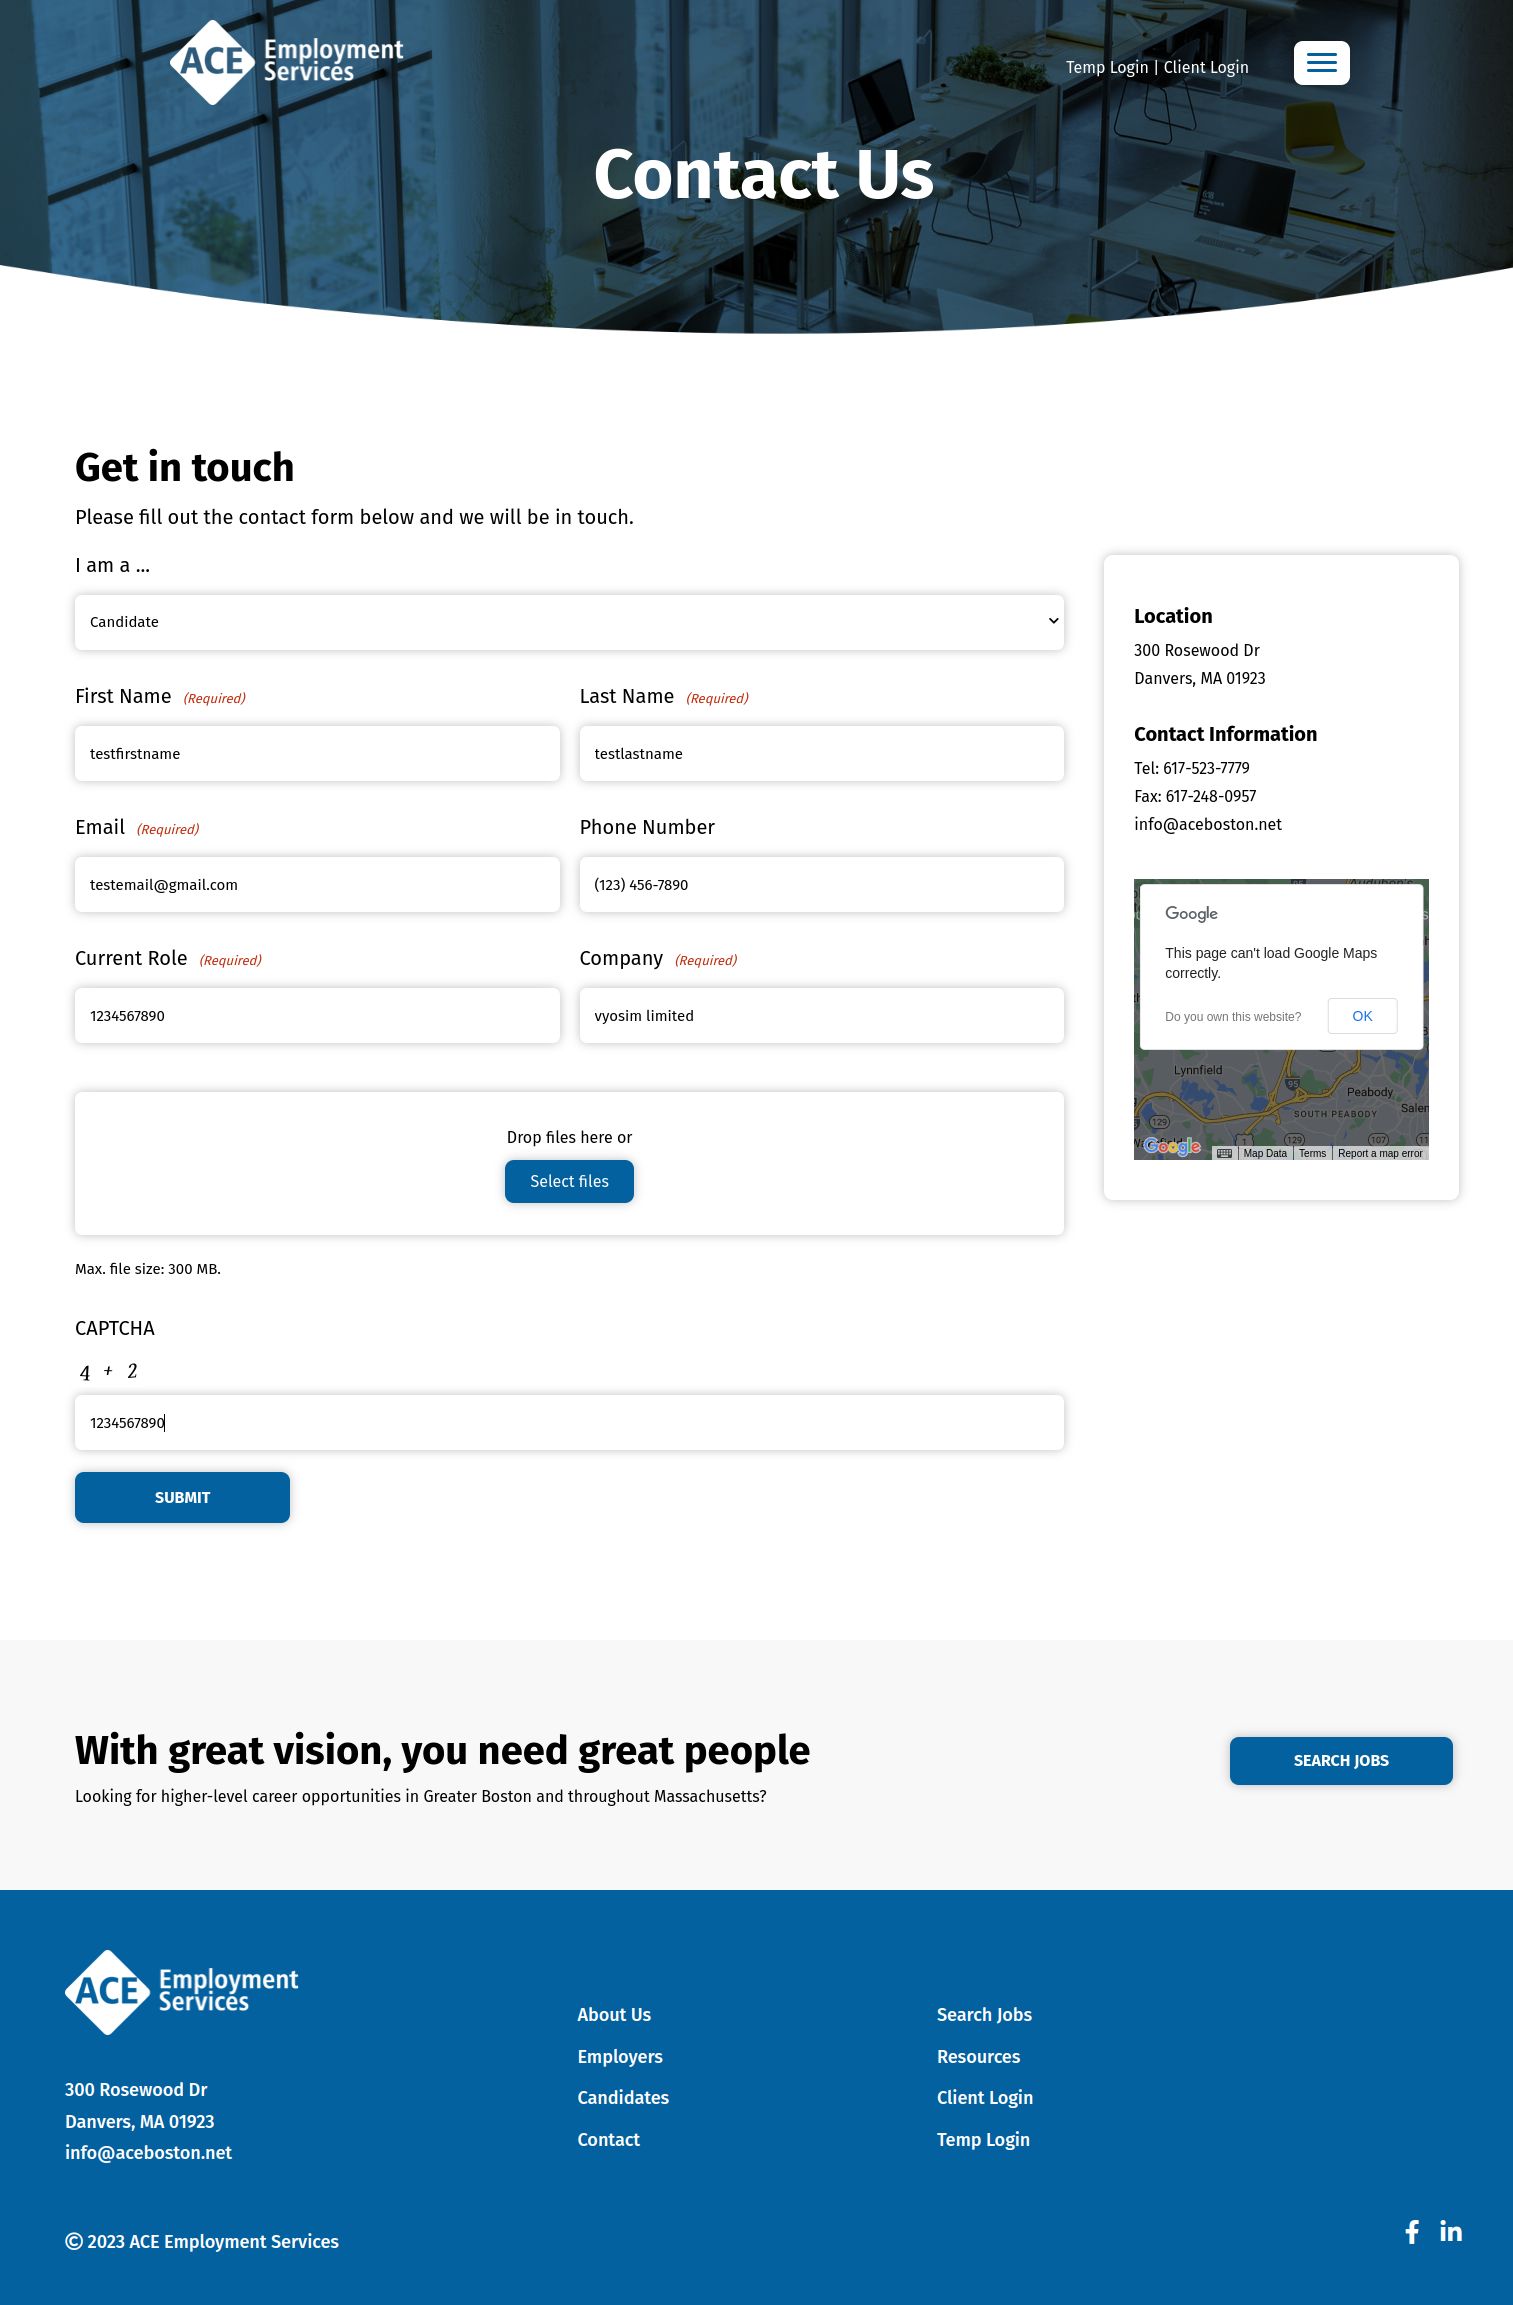 ACE Employment
Services
Temp Login | Client Login
Contact Us
Get in touch
Please fill out the contact form below and we will be in touch.
I am a ...
Candidate
First Name (Required)
Last Name (Required)
testfirstname
testlastname
Email (Required)
Phone Number
testemail@gmail.com
(123) 456-7890
Current Role (Required)
Company (Required)
1234567890
vyosim limited
Drop files here or
Select files
Max. file size: 300 MB.
CAPTCHA
4 + 2
1234567890
SUBMIT
Location
300 Rosewood Dr
Danvers, MA 01923
Contact Information
Tel: 617-523-7779
Fax: 617-248-0957
info@aceboston.net
Google
This page can't load Google Maps
correctly.
Do you own this website?
OK
Lynnfield
95
Peabody
SOUTH PEABODY
Salen
129
1
129
107
Google
Map Data
Terms
Report a map error
With great vision, you need great people
Looking for higher-level career opportunities in Greater Boston and throughout Massachusetts?
SEARCH JOBS
ACE Employment
Services
300 Rosewood Dr
Danvers, MA 01923
info@aceboston.net
About Us
Employers
Candidates
Contact
Search Jobs
Resources
Client Login
Temp Login
© 2023 ACE Employment Services